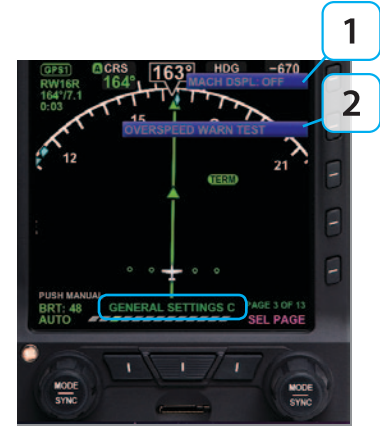 1
2
GPS1 A CRS 163° HDG -670
RW16R 164° MACH DSPL: OFF
164°/7.1
0:03
15
OVERSPEED WARN TEST
12
21
TERM
PUSH MANUAL
BRT: 48 GENERAL SETTINGS C PAGE 3 OF 13
AUTO SEL PAGE
MODE
SYNC
MODE
SYNC